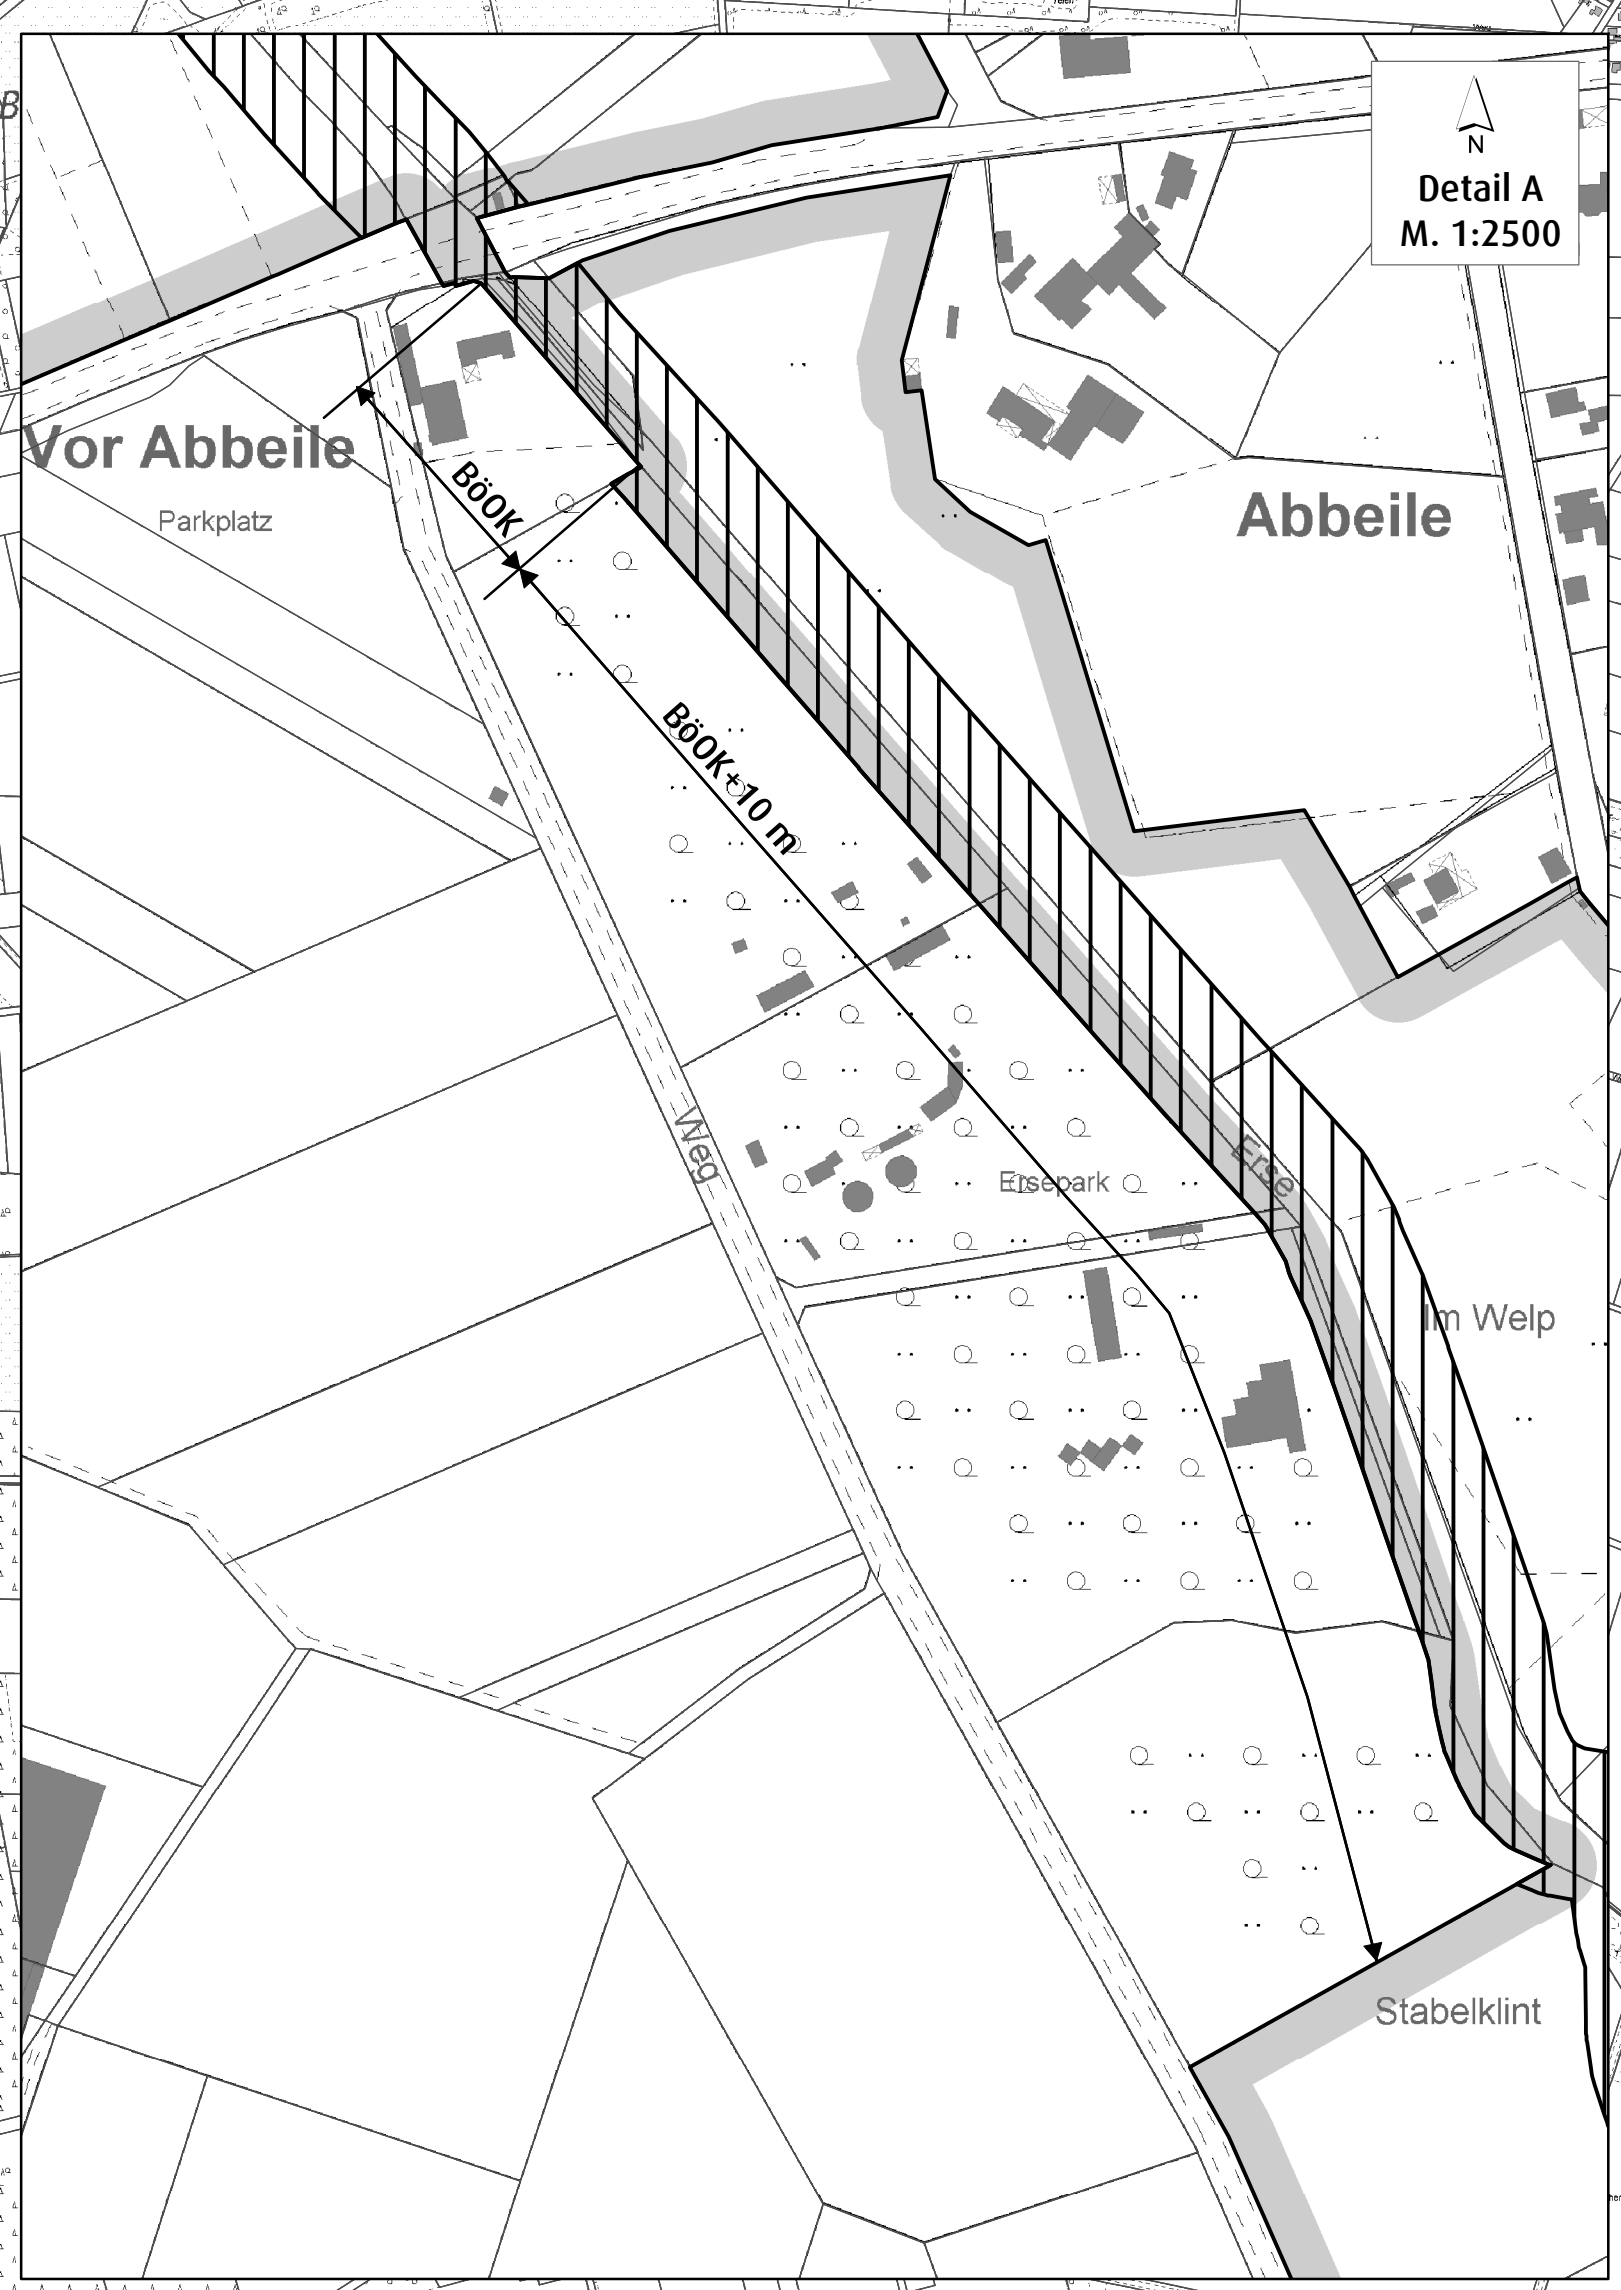 N
Detail A
M. 1:2500
Vor Abbeile
Parkplatz
BöOK
Abbeile
BöOK+10 m
Weg
Erse
Ersepark
Im Welp
Stabelklint